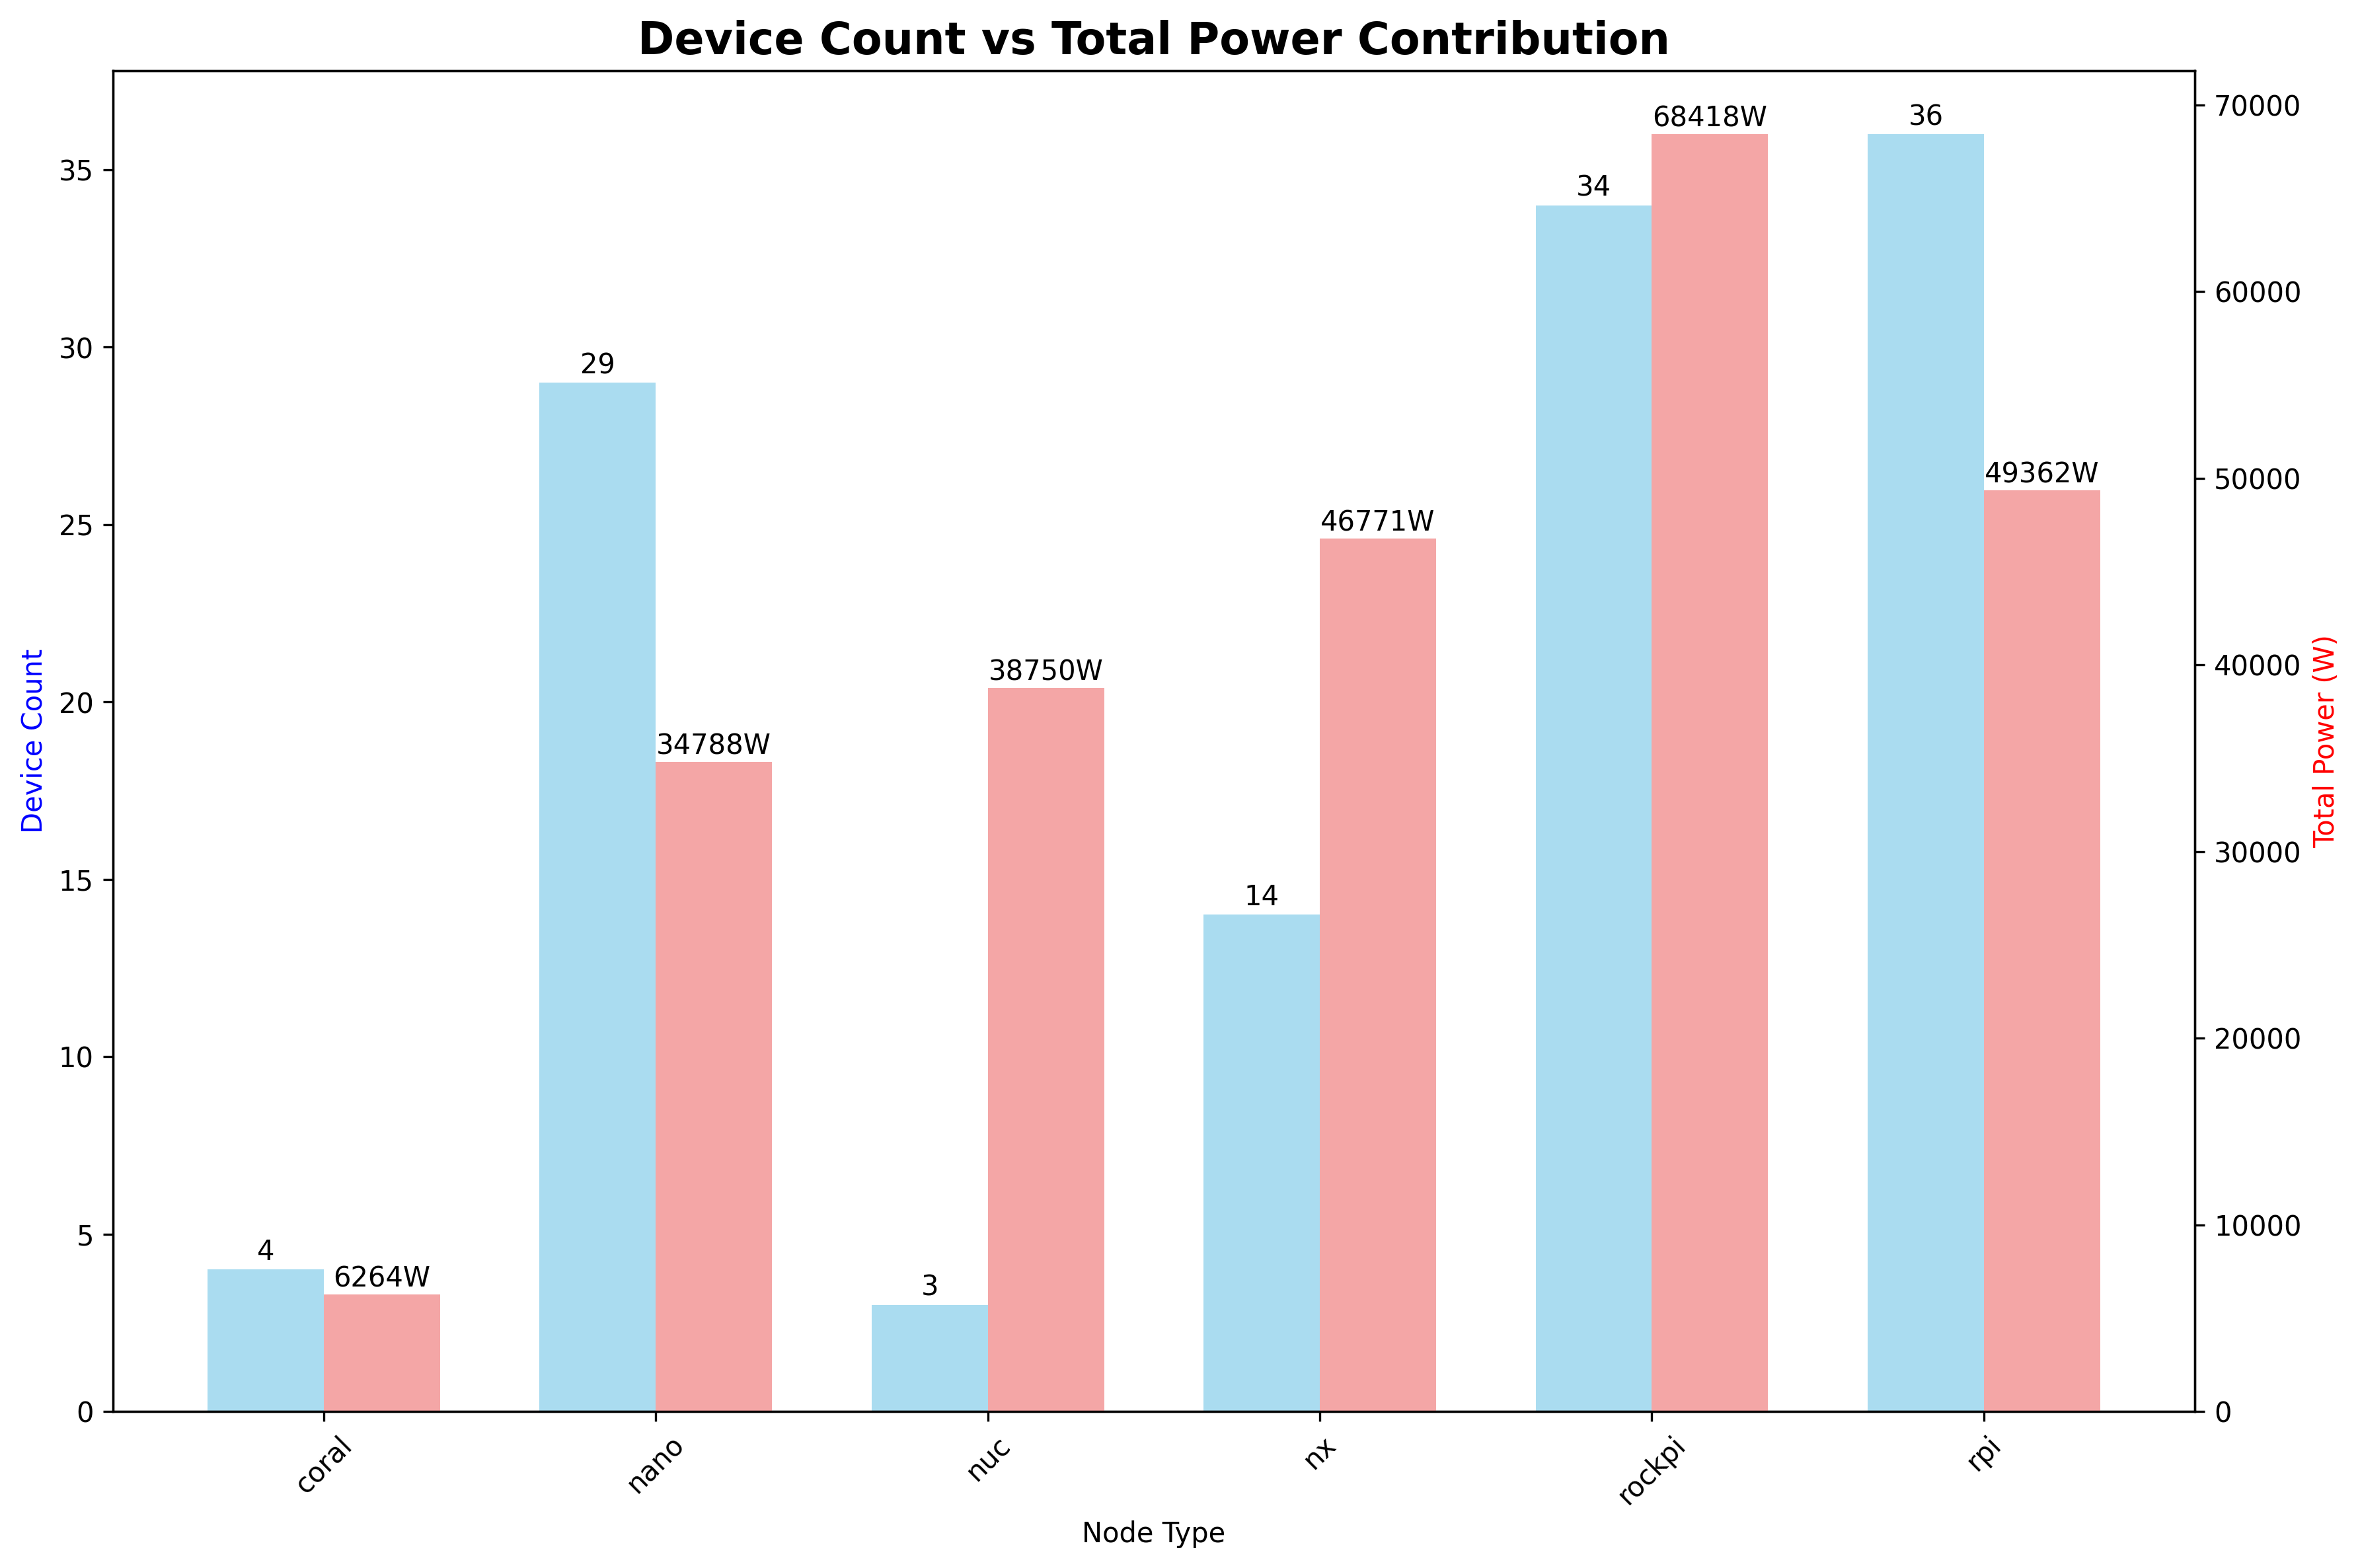 Device Count vs Total Power Contribution
Device Count
35
30
25
20
15
10
5
0
70000
60000
50000
40000
30000
20000
10000
0
Total Power (W)
4
6264W
29
34788W
3
38750W
14
46771W
34
68418W
36
49362W
coral
nano
nuc
nx
rockpi
rpi
Node Type